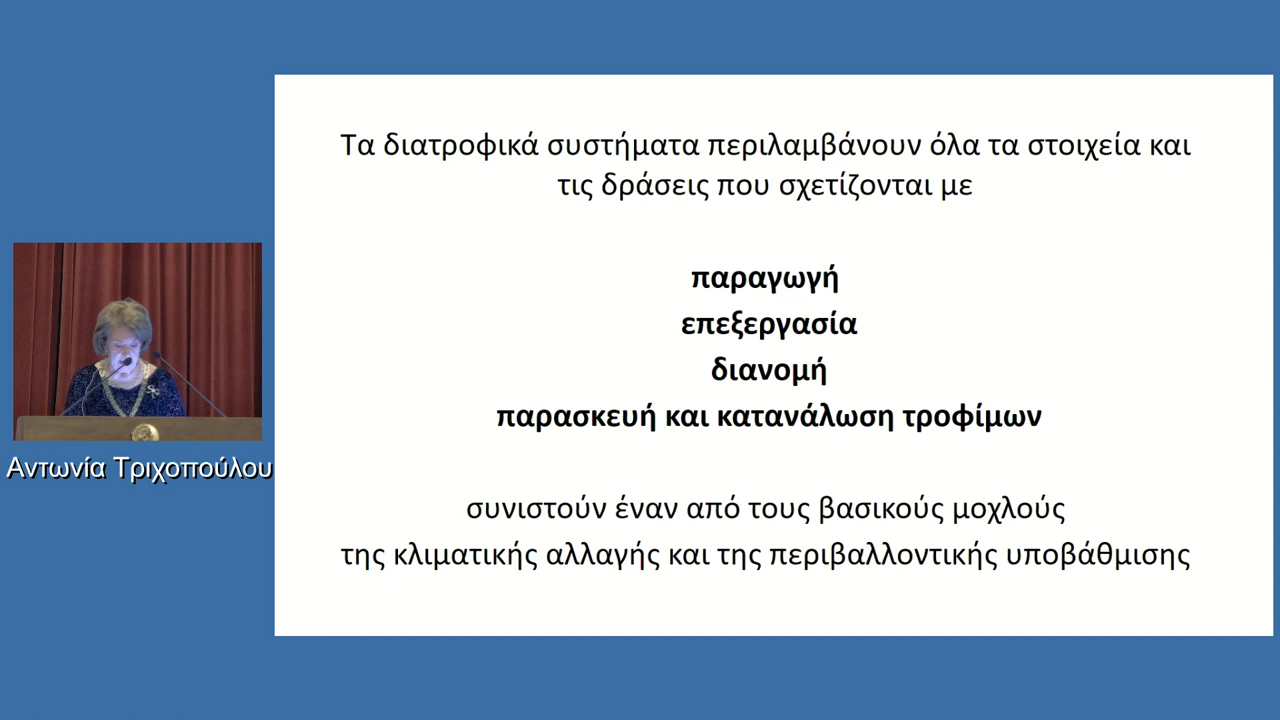 Τα διατροφικά συστήματα περιλαμβάνουν όλα τα στοιχεία και
τις δράσεις που σχετίζονται με
παραγωγή
επεξεργασία
διανομή
παρασκευή και κατανάλωση τροφίμων
συνιστούν έναν από τους βασικούς μοχλούς
της κλιματικής αλλαγής και της περιβαλλοντικής υποβάθμισης
Αντωνία Τριχοπούλου